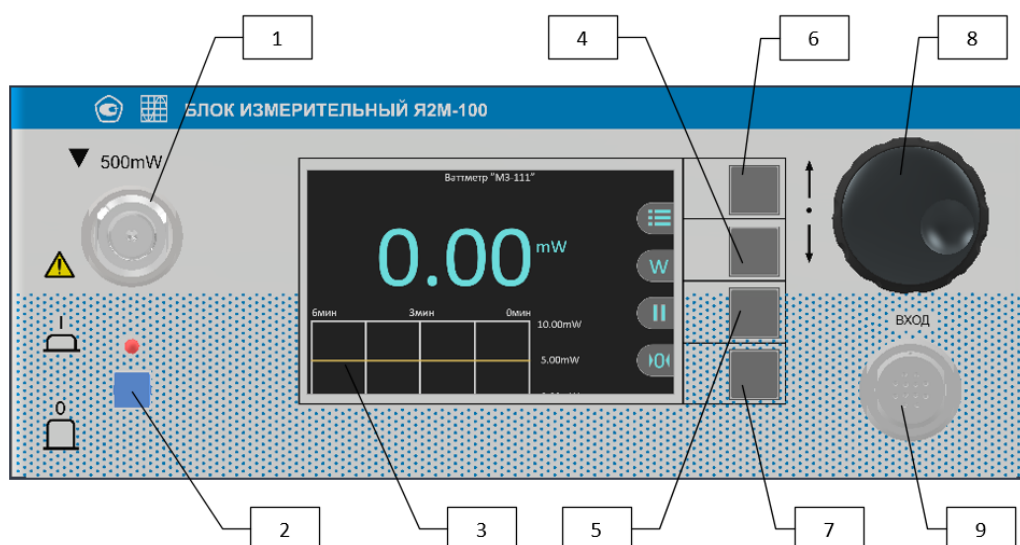 1
4
6
8
БЛОК ИЗМЕРИТЕЛЬНЫЙ Я2М-100
500mW
Ваттметр "М3-111"
0.00 mW
W
6мин 3мин 0мин
10.00mW
5.00mW
ВХОД
I
0
2
3
5
7
9